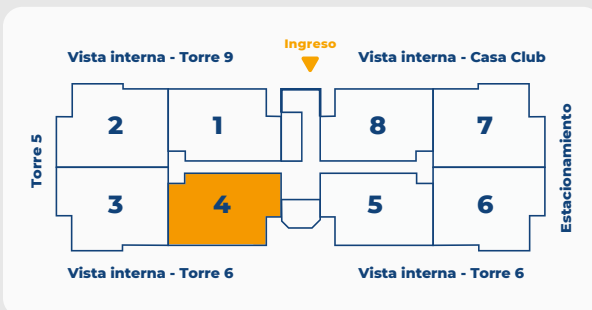 Ingreso
Vista interna - Torre 9
Vista interna - Casa Club
2
1
8
7
Torre 5
Estacionamiento
3
4
5
6
Vista interna - Torre 6
Vista interna - Torre 6